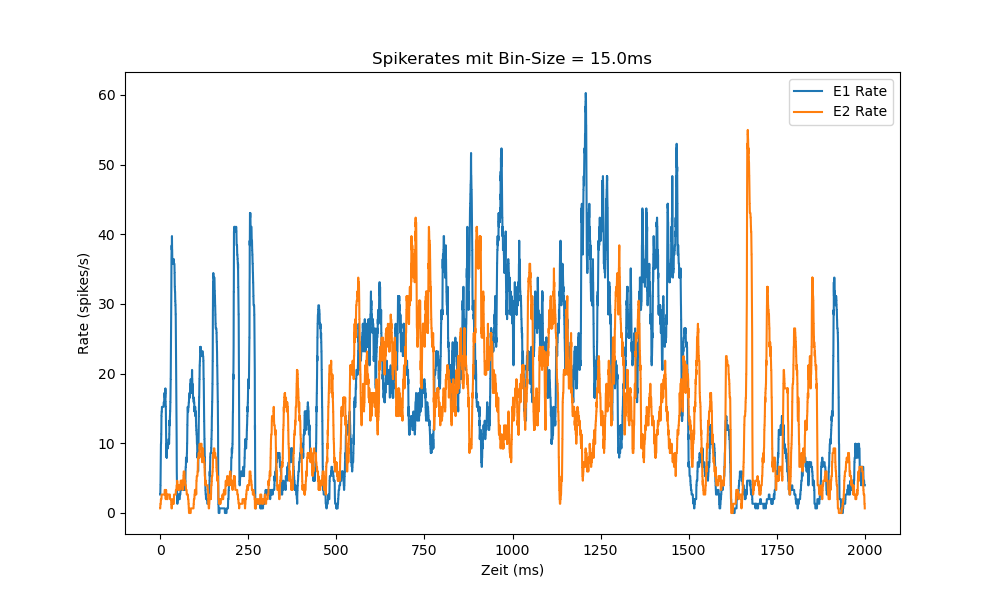 Spikerates mit Bin-Size = 15.0ms
E1 Rate
E2 Rate
60
50
40
30
20
10
0
Rate (spikes/s)
0 250 500 750 1000 1250 1500 1750 2000
Zeit (ms)